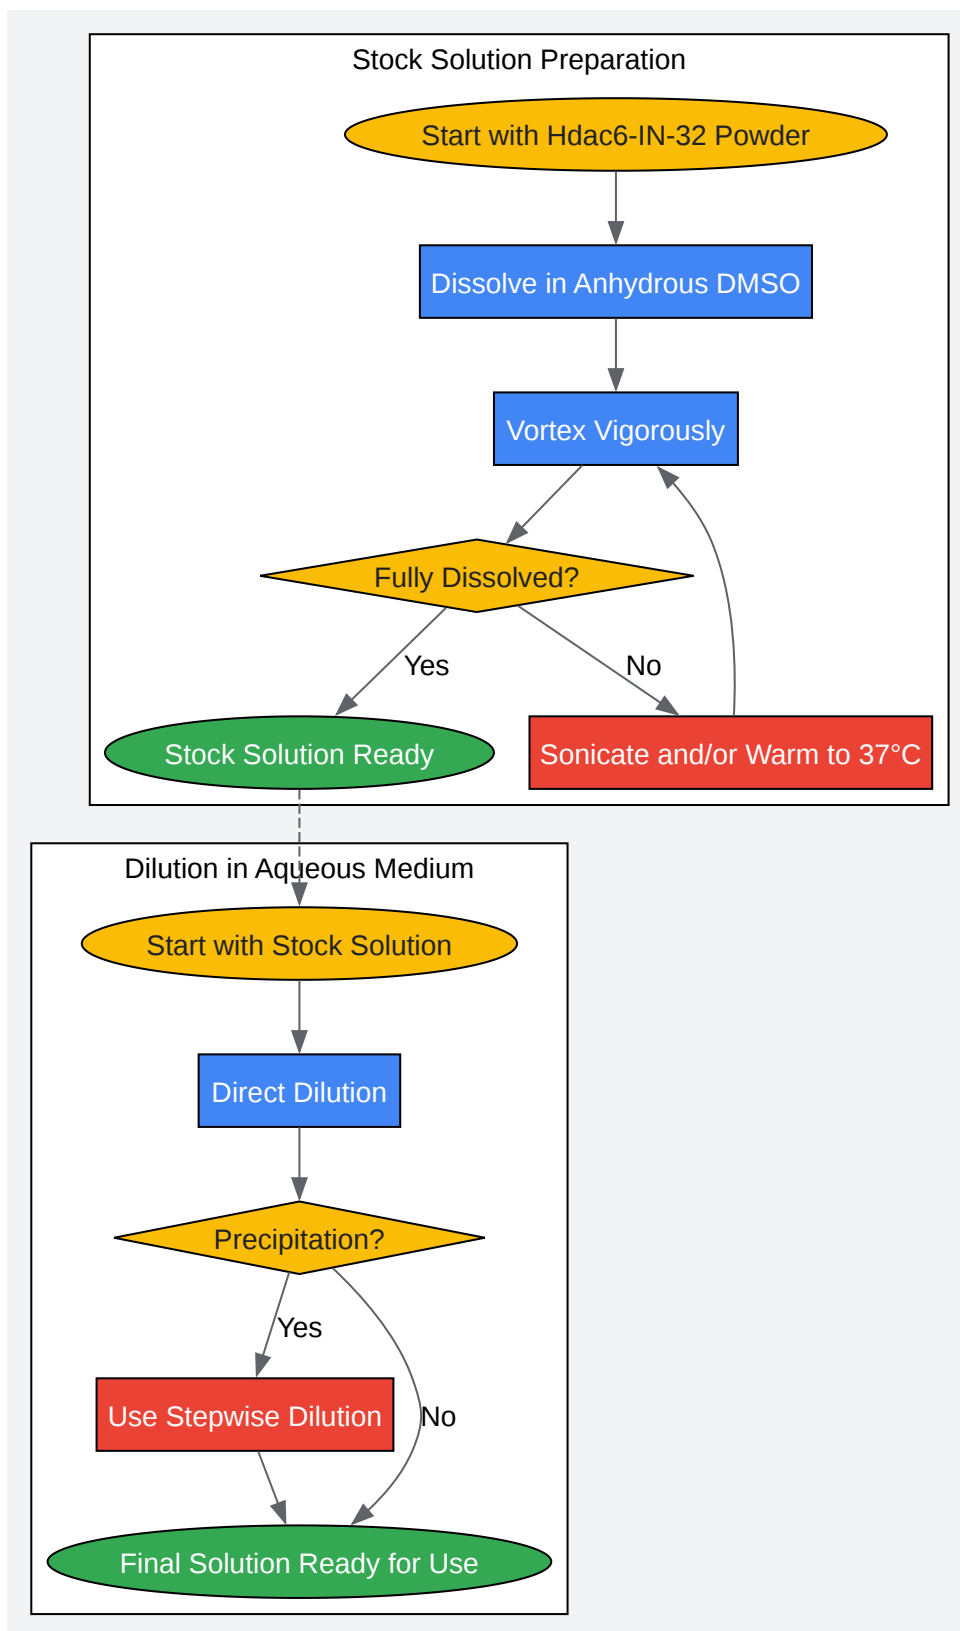 Stock Solution Preparation
Start with Hdac6-IN-32 Powder
Dissolve in Anhydrous DMSO
Vortex Vigorously
Fully Dissolved?
Yes
No
Stock Solution Ready
Sonicate and/or Warm to 37°C
Dilution in Aqueous Medium
Start with Stock Solution
Direct Dilution
Precipitation?
Yes
Use Stepwise Dilution
No
Final Solution Ready for Use